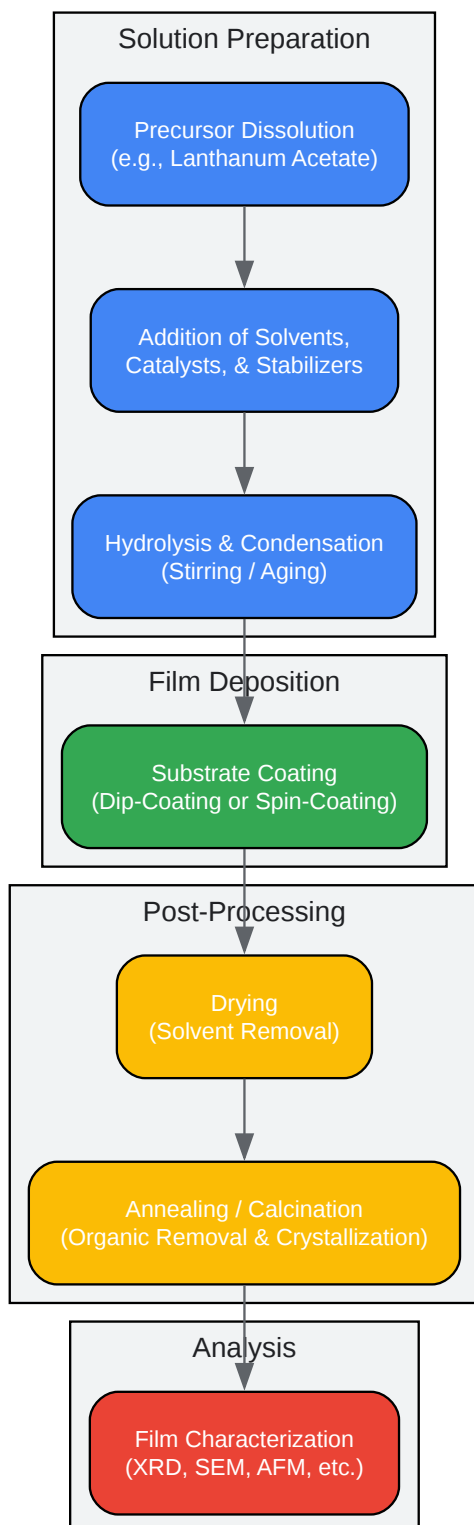 Solution Preparation
Precursor Dissolution
(e.g., Lanthanum Acetate)
Addition of Solvents,
Catalysts, & Stabilizers
Hydrolysis & Condensation
(Stirring / Aging)
Film Deposition
Substrate Coating
(Dip-Coating or Spin-Coating)
Post-Processing
Drying
(Solvent Removal)
Annealing / Calcination
(Organic Removal & Crystallization)
Analysis
Film Characterization
(XRD, SEM, AFM, etc.)